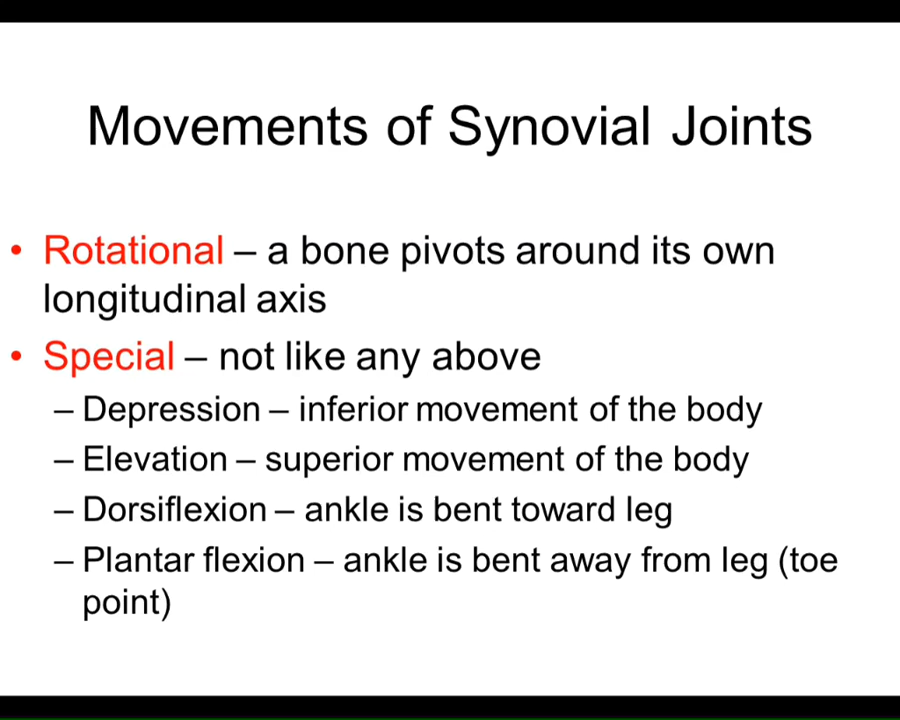 Movements of Synovial Joints
• Rotational – a bone pivots around its own
longitudinal axis
• Special – not like any above
– Depression – inferior movement of the body
– Elevation – superior movement of the body
– Dorsiflexion – ankle is bent toward leg
– Plantar flexion – ankle is bent away from leg (toe
point)